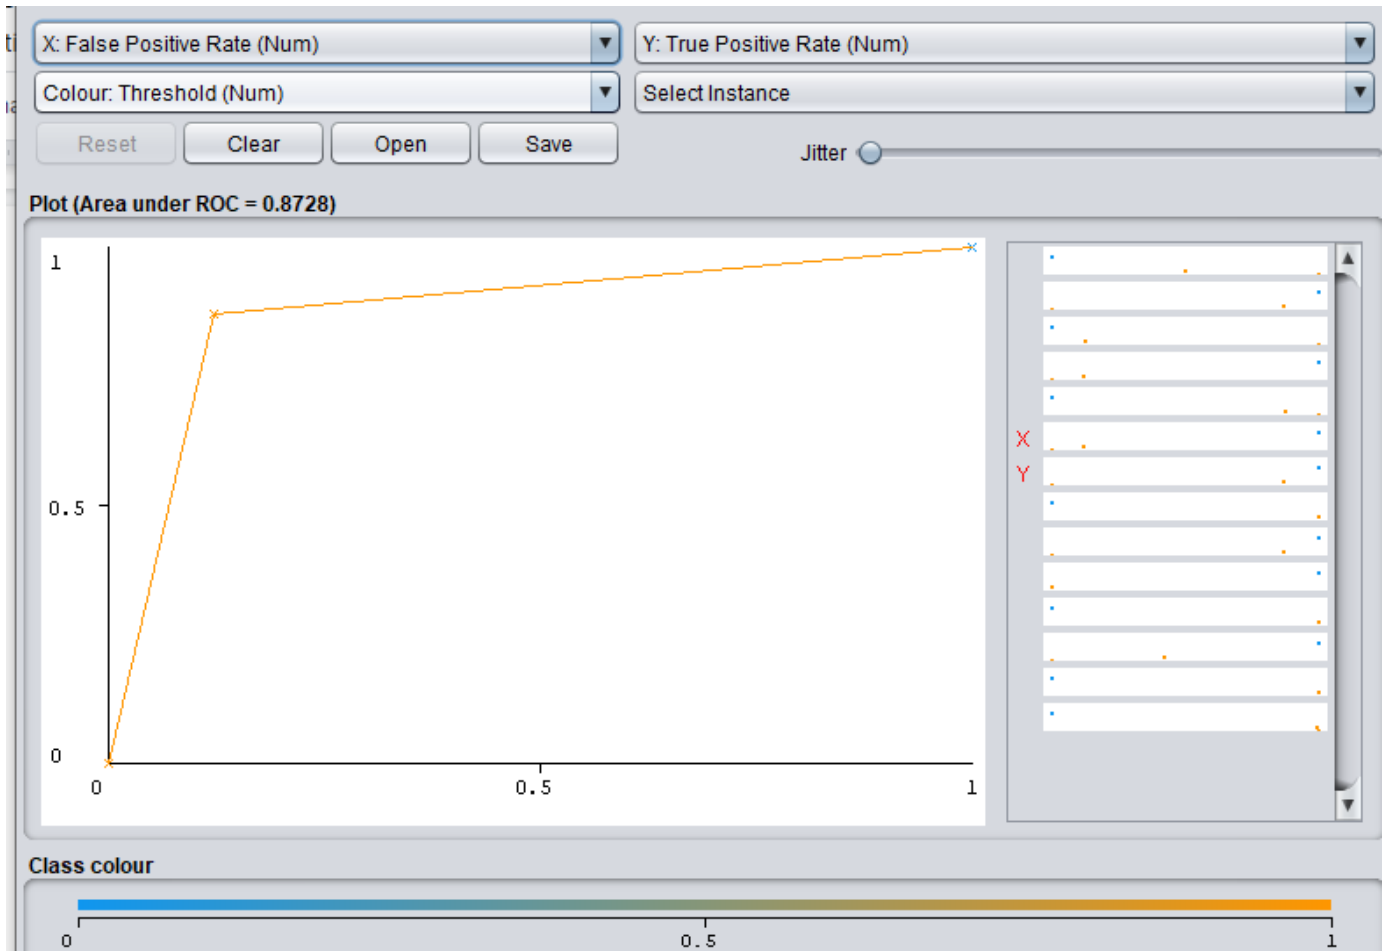 X: False Positive Rate (Num)
Y: True Positive Rate (Num)
Colour: Threshold (Num)
Select Instance
Reset
Clear
Open
Save
Jitter
Plot (Area under ROC = 0.8728)
1
0.5
0
0
0.5
1
X
Y
Class colour
0
0.5
1